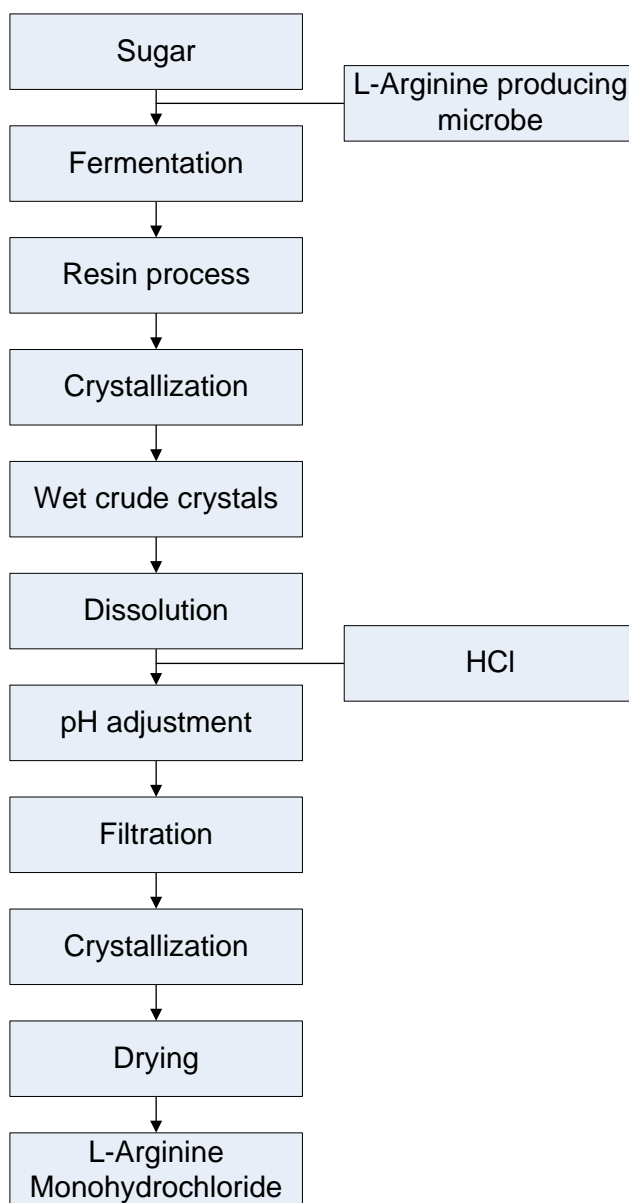 Sugar
L-Arginine producing
microbe
Fermentation
Resin process
Crystallization
Wet crude crystals
Dissolution
HCl
pH adjustment
Filtration
Crystallization
Drying
L-Arginine
Monohydrochloride